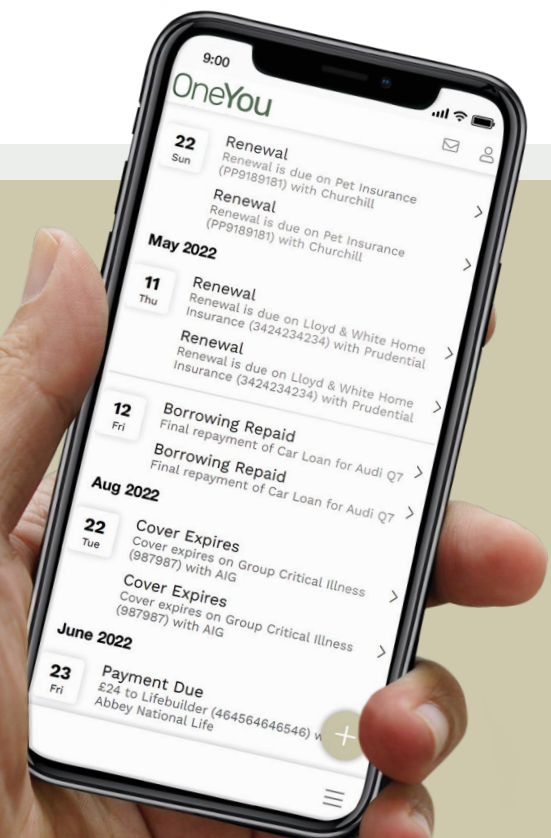 9:00
OneYou
22
Sun
Renewal
Renewal is due on Pet Insurance
(PP9189181) with Churchill
Renewal
Renewal is due on Pet Insurance
(PP9189181) with Churchill
May 2022
11
Thu
Renewal
Renewal is due on Lloyd & White Home
Insurance (3424234234) with Prudential
Renewal
Renewal is due on Lloyd & White Home
Insurance (3424234234) with Prudential
12
Fri
Borrowing Repaid
Final repayment of Car Loan for Audi Q7
Borrowing Repaid
Final repayment of Car Loan for Audi Q7
Aug 2022
22
Tue
Cover Expires
Cover expires on Group Critical Illness
(987987) with AIG
Cover Expires
Cover expires on Group Critical Illness
(987987) with AIG
June 2022
23
Fri
Payment Due
£24 to Lifebuilder (464564646546)
Abbey National Life